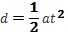 d = 1/2 at²